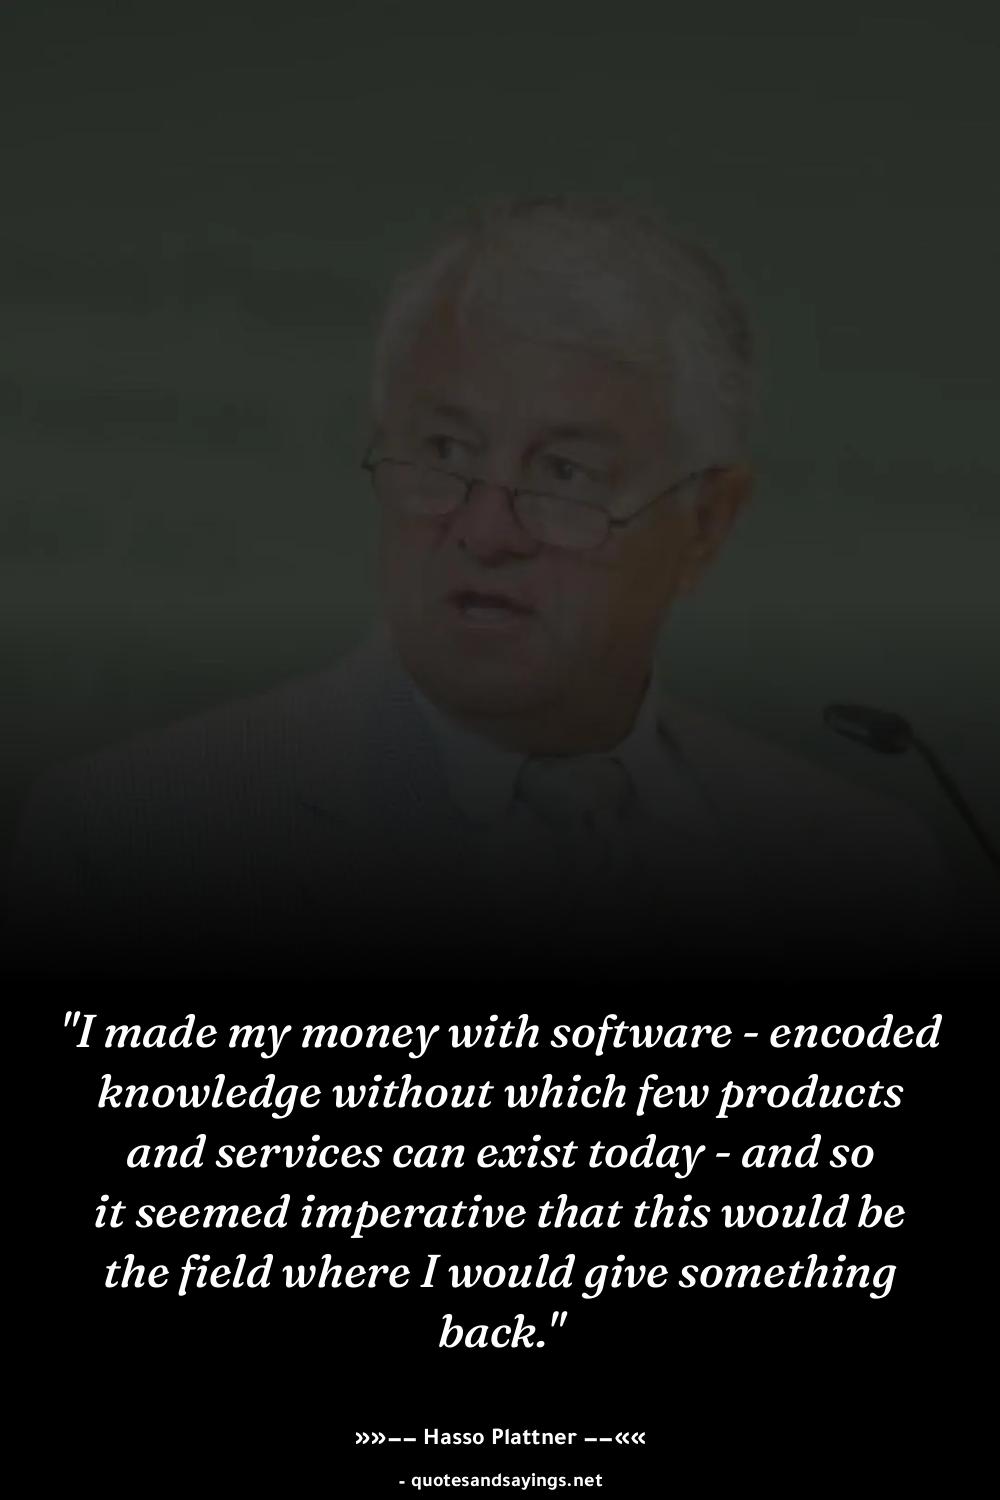 "I made my money with software - encoded
knowledge without which few products
and services can exist today - and so
it seemed imperative that this would be
the field where I would give something
back."
»»–– Hasso Plattner ––««
- quotesandsayings.net